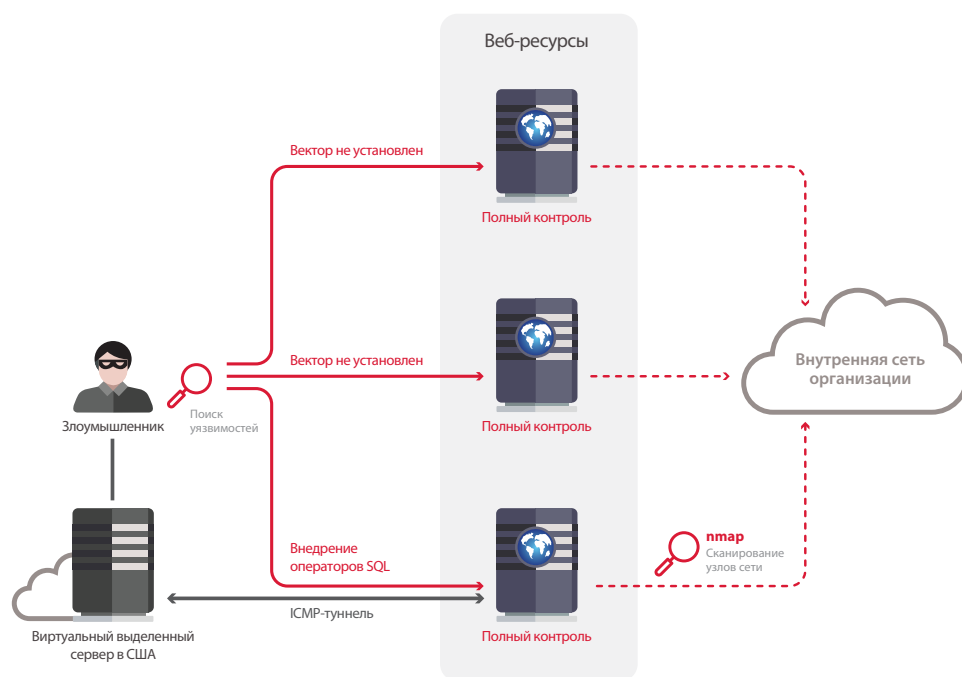 Веб-ресурсы
Вектор не установлен
Полный контроль
Вектор не установлен
Полный контроль
Внутренняя сеть
организации
Поиск
уязвимостей
Злоумышленник
Внедрение
операторов SQL
ICMP-туннель
Полный контроль
nmap
Сканирование
узлов сети
Виртуальный выделенный
сервер в США